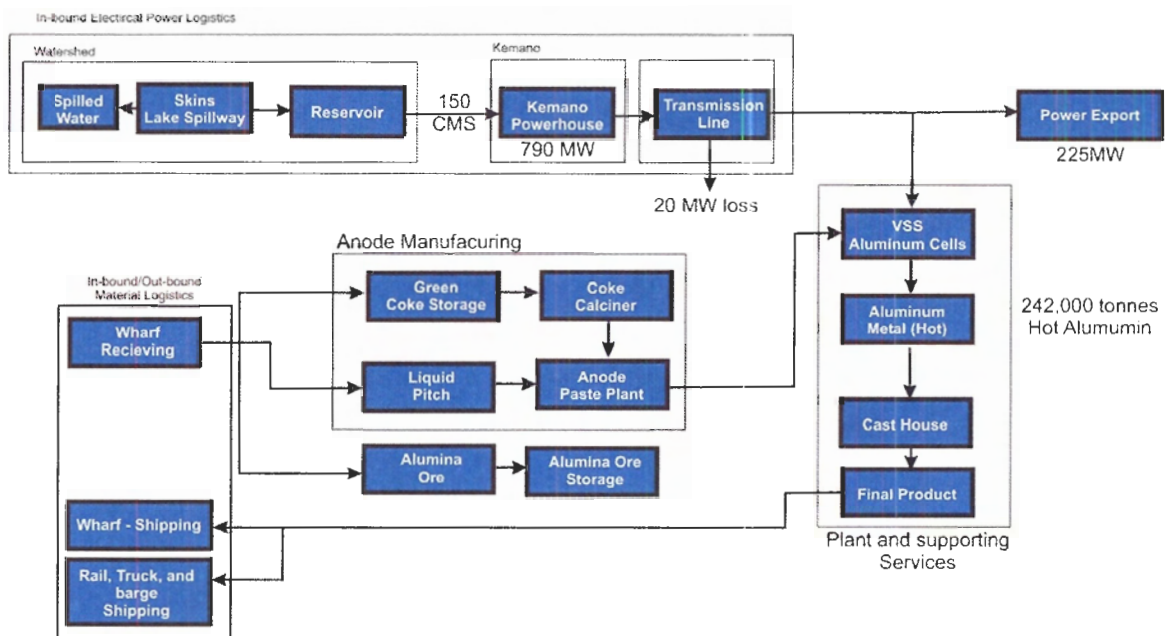 In-bound Electircal Power Logistics
Watershed
Kemano
Spilled
Water
Skins
Lake Spillway
Reservoir
150
CMS
Kemano
Powerhouse
790 MW
Transmission
Line
Power Export
225MW
20 MW loss
VSS
Aluminum Cells
Anode Manufacuring
In-bound/Out-bound
Material Logistics
Green
Coke Storage
Coke
Calciner
Aluminum
Metal (Hot)
242,000 tonnes
Hot Alumumin
Wharf
Recieving
Liquid
Pitch
Anode
Paste Plant
Cast House
Alumina
Ore
Alumina Ore
Storage
Final Product
Wharf - Shipping
Plant and supporting
Services
Rail, Truck, and
barge
Shipping